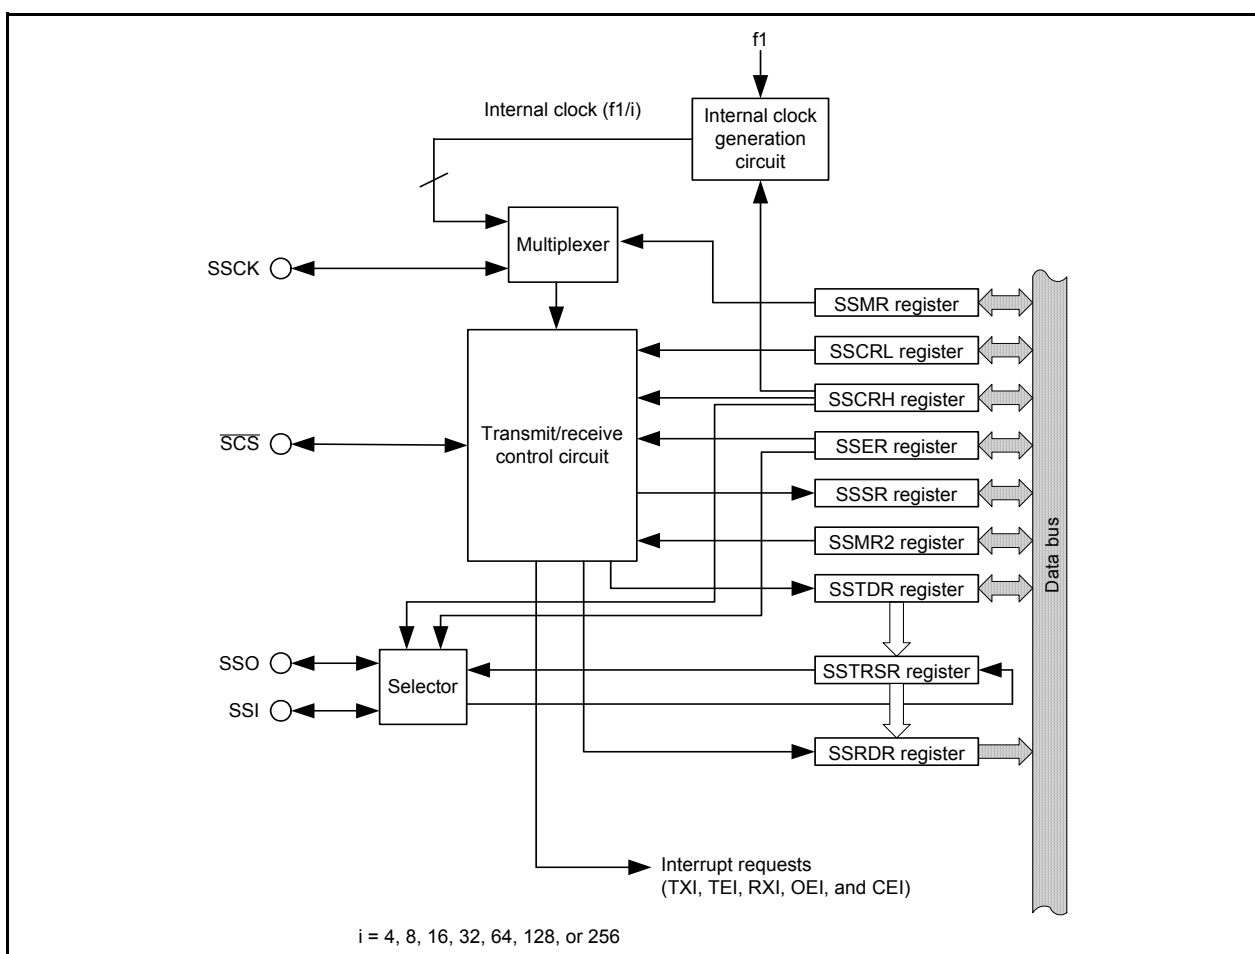 f1
Internal clock (f1/i)
Internal clock
generation
circuit
Multiplexer
SSCK
SSMR register
SSCRL register
SSCRH register
SCS
Transmit/receive
control circuit
SSER register
SSSR register
SSMR2 register
SSTDR register
Data bus
SSO
SSI
Selector
SSTRSR register
SSRDR register
Interrupt requests
(TXI, TEI, RXI, OEI, and CEI)
i = 4, 8, 16, 32, 64, 128, or 256